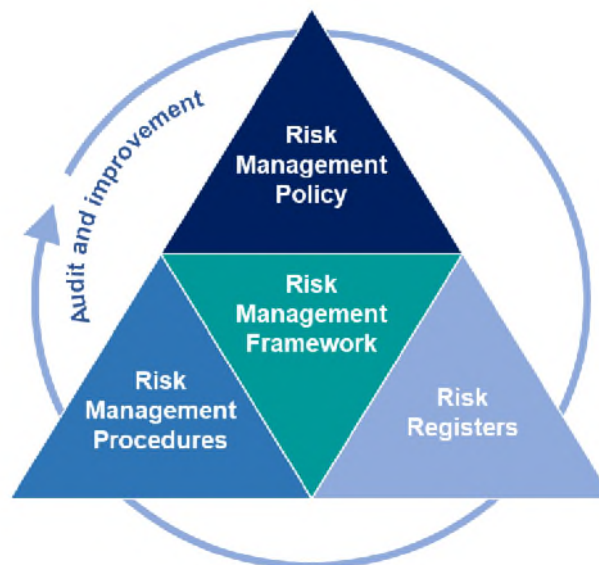 Audit and improvement
Risk
Management
Policy
Risk
Management
Framework
Risk
Management
Procedures
Risk
Registers